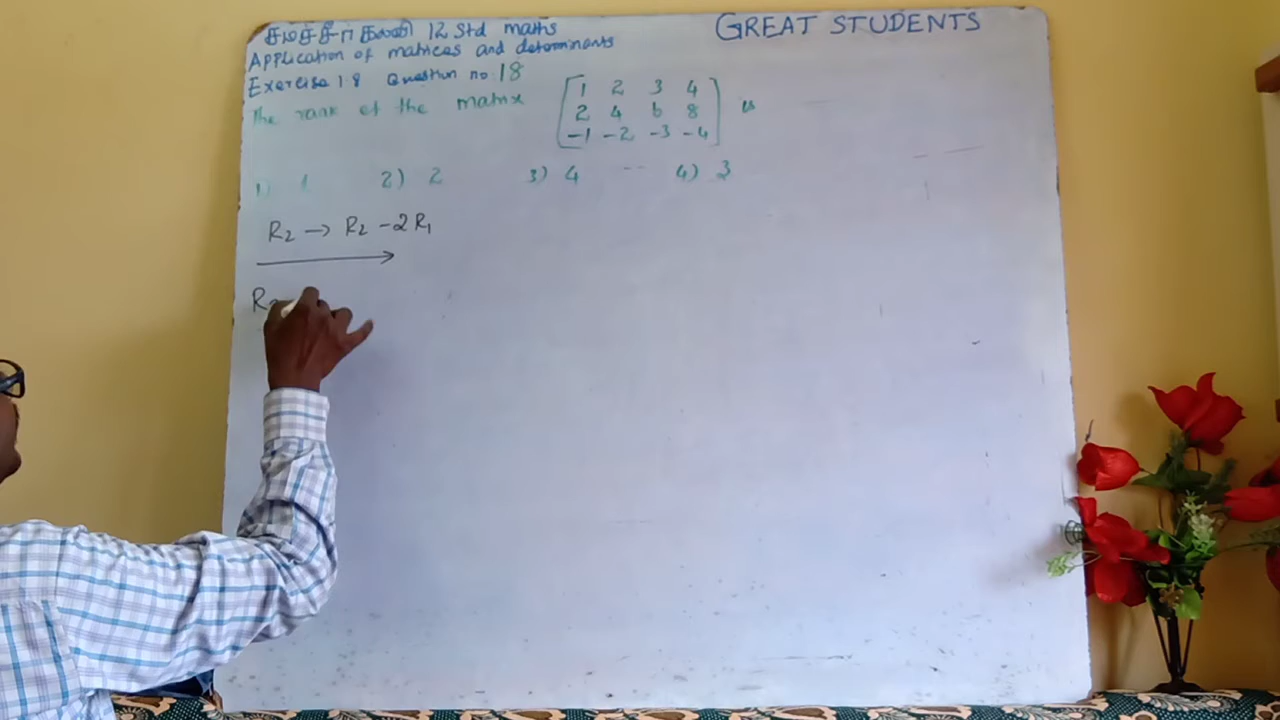 சமச்சீர் கல்வி 12 Std maths
GREAT STUDENTS
Application of matrices and determinants
Exercise 1.8 Question no 18
The rank of the matrix [1 2 3 4
2 4 6 8
-1 -2 -3 -4] is
1) 1 2) 2 3) 4 4) 3
R₂ → R₂ - 2R₁
R